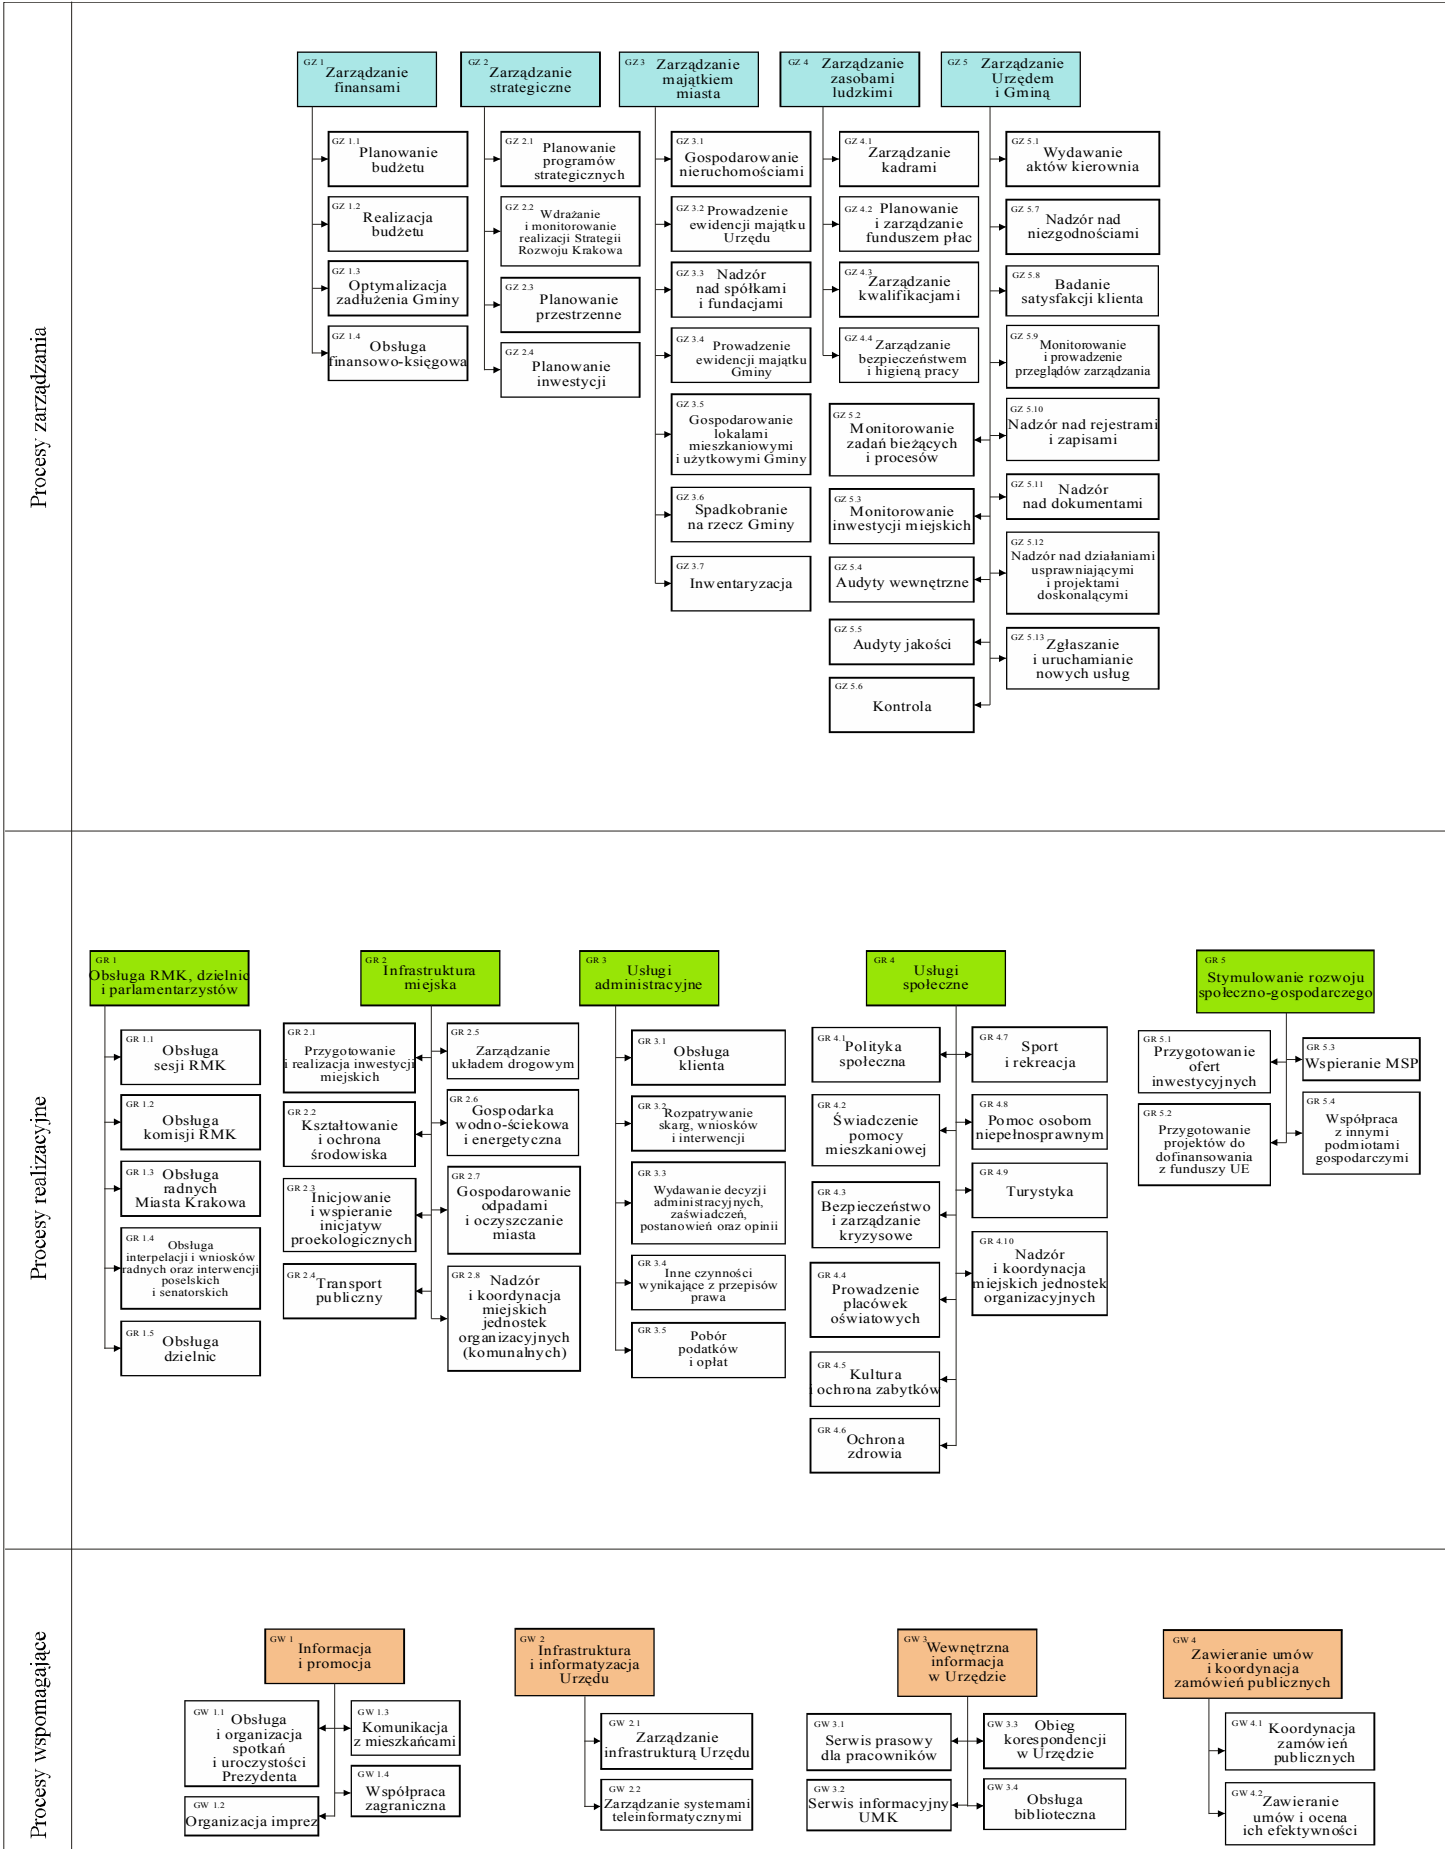 Procesy zarządzania
GZ 1
Zarządzanie
finansami
GZ 1.1
Planowanie
budżetu
GZ 1.2
Realizacja
budżetu
GZ 1.3
Optymalizacja
zadłużenia Gminy
GZ 1.4
Obsługa
finansowo-księgowa
GZ 2
Zarządzanie
strategiczne
GZ 2.1
Planowanie
programów
strategicznych
GZ 2.2
Wdrażanie
i monitorowanie
realizacji Strategii
Rozwoju Krakowa
GZ 2.3
Planowanie
przestrzenne
GZ 2.4
Planowanie
inwestycji
GZ 3
Zarządzanie
majątkiem
miasta
GZ 3.1
Gospodarowanie
nieruchomościami
GZ 3.2
Prowadzenie
ewidencji majątku
Urzędu
GZ 3.3
Nadzór
nad spółkami
i fundacjami
GZ 3.4
Prowadzenie
ewidencji majątku
Gminy
GZ 3.5
Gospodarowanie
lokalami
mieszkaniowymi
i użytkowymi Gminy
GZ 3.6
Spadkobranie
na rzecz Gminy
GZ 3.7
Inwentaryzacja
GZ 4
Zarządzanie
zasobami
ludzkimi
GZ 4.1
Zarządzanie
kadrami
GZ 4.2
Planowanie
i zarządzanie
funduszem płac
GZ 4.3
Zarządzanie
kwalifikacjami
GZ 4.4
Zarządzanie
bezpieczeństwem
i higieną pracy
GZ 5
Zarządzanie
Urzędem
i Gminą
GZ 5.1
Wydawanie
aktów kierownia
GZ 5.2
Monitorowanie
zadań bieżących
i procesów
GZ 5.3
Monitorowanie
inwestycji miejskich
GZ 5.4
Audyty wewnętrzne
GZ 5.5
Audyty jakości
GZ 5.6
Kontrola
GZ 5.7
Nadzór nad
niezgodnościami
GZ 5.8
Badanie
satysfakcji klienta
GZ 5.9
Monitorowanie
i prowadzenie
przeglądów zarządzania
GZ 5.10
Nadzór nad rejestrami
i zapisami
GZ 5.11
Nadzór
nad dokumentami
GZ 5.12
Nadzór nad działaniami
usprawniającymi
i projektami
doskonalącymi
GZ 5.13
Zgłaszanie
i uruchamianie
nowych usług
Procesy realizacyjne
GR 1
Obsługa RMK, dzielnic
i parlamentarzystów
GR 1.1
Obsługa
sesji RMK
GR 1.2
Obsługa
komisji RMK
GR 1.3
Obsługa
radnych
Miasta Krakowa
GR 1.4
Obsługa
interpelacji i wniosków
radnych oraz interwencji
poselskich
i senatorskich
GR 1.5
Obsługa
dzielnic
GR 2
Infrastruktura
miejska
GR 2.1
Przygotowanie
i realizacja inwestycji
miejskich
GR 2.2
Kształtowanie
i ochrona
środowiska
GR 2.3
Inicjowanie
i wspieranie
inicjatyw
proekologicznych
GR 2.4
Transport
publiczny
GR 2.5
Zarządzanie
układem drogowym
GR 2.6
Gospodarka
wodno-ściekowa
i energetyczna
GR 2.7
Gospodarowanie
odpadami
i oczyszczanie
miasta
GR 2.8
Nadzór
i koordynacja
miejskich
jednostek
organizacyjnych
(komunalnych)
GR 3
Usługi
administracyjne
GR 3.1
Obsługa
klienta
GR 3.2
Rozpatrywanie
skarg, wniosków
i interwencji
GR 3.3
Wydawanie decyzji
administracyjnych,
zaświadczeń,
postanowień oraz opinii
GR 3.4
Inne czynności
wynikające z przepisów
prawa
GR 3.5
Pobór
podatków
i opłat
GR 4
Usługi
społeczne
GR 4.1
Polityka
społeczna
GR 4.2
Świadczenie
pomocy
mieszkaniowej
GR 4.3
Bezpieczeństwo
i zarządzanie
kryzysowe
GR 4.4
Prowadzenie
placówek
oświatowych
GR 4.5
Kultura
i ochrona zabytków
GR 4.6
Ochrona
zdrowia
GR 4.7
Sport
i rekreacja
GR 4.8
Pomoc osobom
niepełnosprawnym
GR 4.9
Turystyka
GR 4.10
Nadzór
i koordynacja
miejskich jednostek
organizacyjnych
GR 5
Stymulowanie rozwoju
społeczno-gospodarczego
GR 5.1
Przygotowanie
ofert
inwestycyjnych
GR 5.2
Przygotowanie
projektów do
dofinansowania
z funduszy UE
GR 5.3
Wspieranie MSP
GR 5.4
Współpraca
z innymi
podmiotami
gospodarczymi
Procesy wspomagające
GW 1
Informacja
i promocja
GW 1.1
Obsługa
i organizacja
spotkań
i uroczystości
Prezydenta
GW 1.2
Organizacja imprez
GW 1.3
Komunikacja
z mieszkańcami
GW 1.4
Współpraca
zagraniczna
GW 2
Infrastruktura
i informatyzacja
Urzędu
GW 2.1
Zarządzanie
infrastrukturą Urzędu
GW 2.2
Zarządzanie systemami
teleinformatycznymi
GW 3
Wewnętrzna
informacja
w Urzędzie
GW 3.1
Serwis prasowy
dla pracowników
GW 3.2
Serwis informacyjny
UMK
GW 3.3
Obieg
korespondencji
w Urzędzie
GW 3.4
Obsługa
biblioteczna
GW 4
Zawieranie umów
i koordynacja
zamówień publicznych
GW 4.1
Koordynacja
zamówień
publicznych
GW 4.2
Zawieranie
umów i ocena
ich efektywności